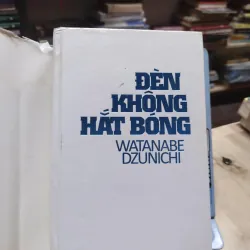 ĐÈN
KHÔNG
HẮT BÓNG
WATANABE
DZUNICHI